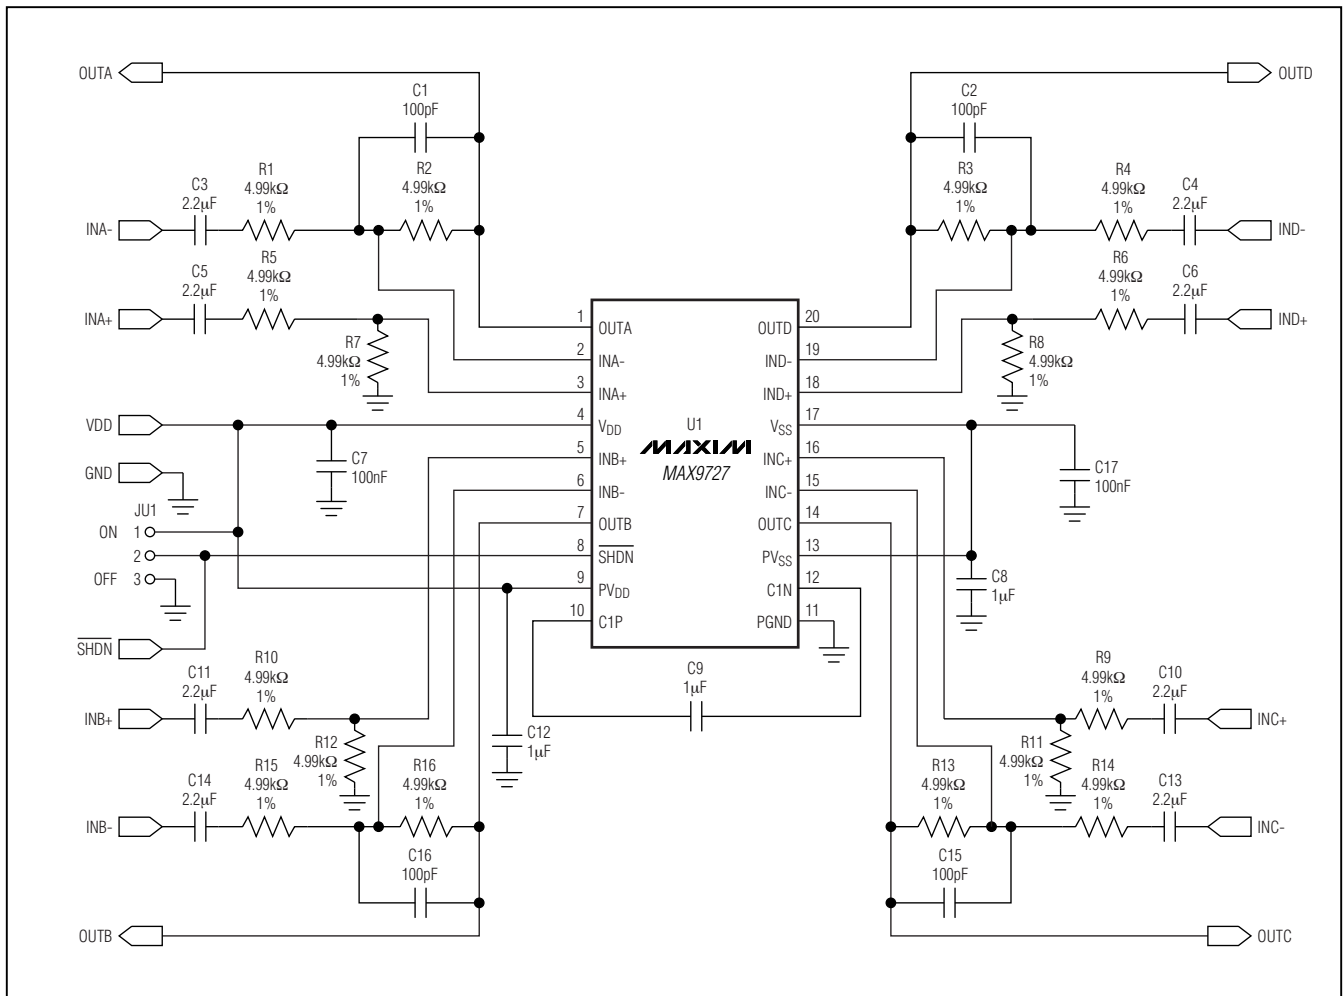 OUTA
OUTD
C1
100pF
C2
100pF
R1
4.99kΩ
1%
R2
4.99kΩ
1%
R3
4.99kΩ
1%
R4
4.99kΩ
1%
C3
2.2μF
C4
2.2μF
INA-
IND-
R5
4.99kΩ
1%
R6
4.99kΩ
1%
C5
2.2μF
C6
2.2μF
INA+
IND+
R7
4.99kΩ
1%
R8
4.99kΩ
1%
1 OUTA
2 INA-
3 INA+
4 VDD
5 INB+
6 INB-
7 OUTB
8 SHDN
9 PVDD
10 C1P
U1
MAXIM
MAX9727
OUTD 20
IND- 19
IND+ 18
VSS 17
INC+ 16
INC- 15
OUTC 14
PVSS 13
C1N 12
PGND 11
VDD
GND
C7
100nF
C17
100nF
JU1
ON 1
2
OFF 3
SHDN
C8
1μF
C9
1μF
C12
1μF
C11
2.2μF
R10
4.99kΩ
1%
R9
4.99kΩ
1%
C10
2.2μF
INB+
INC+
R12
4.99kΩ
1%
R11
4.99kΩ
1%
C14
2.2μF
R15
4.99kΩ
1%
R16
4.99kΩ
1%
R13
4.99kΩ
1%
R14
4.99kΩ
1%
C13
2.2μF
INB-
INC-
C16
100pF
C15
100pF
OUTB
OUTC